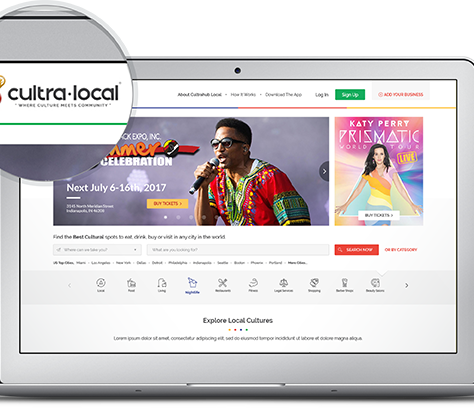 cultra·local
" WHERE CULTURE MEETS COMMUNITY "
About Cultrahub Local
How It Works
Download The App
Log In
Sign Up
ADD YOUR BUSINESS
CK EXPO, INC.
CELEBRATION
Next July 6-16th, 2017
3145 North Meridian Street
Indianapolis, IN 46208
BUY TICKETS >
KATY PERRY
PRISMATIC
WORLD TOUR
LIVE
BUY TICKETS >
Find the Best Cultural spots to eat, drink, buy or visit in any city in the world.
Where can we take you?
What are you looking for?
SEARCH NOW
OR BY CATEGORY
Miami - Los Angeles - New York - Dallas - Detroit - Philadelphia - Indianapolis - Seattle - Boston - Phoenix - Portland - More Cities..
Local
Food
Living
Nightlife
Restaurants
Fitness
Legal Services
Shopping
Barber Shops
Beauty Salons
Explore Local Cultures
Lorem ipsum dolor sit amet, consectetur adipiscing elit, sed do eiusmod tempor incididunt ut labore et dolore magna aliqua.